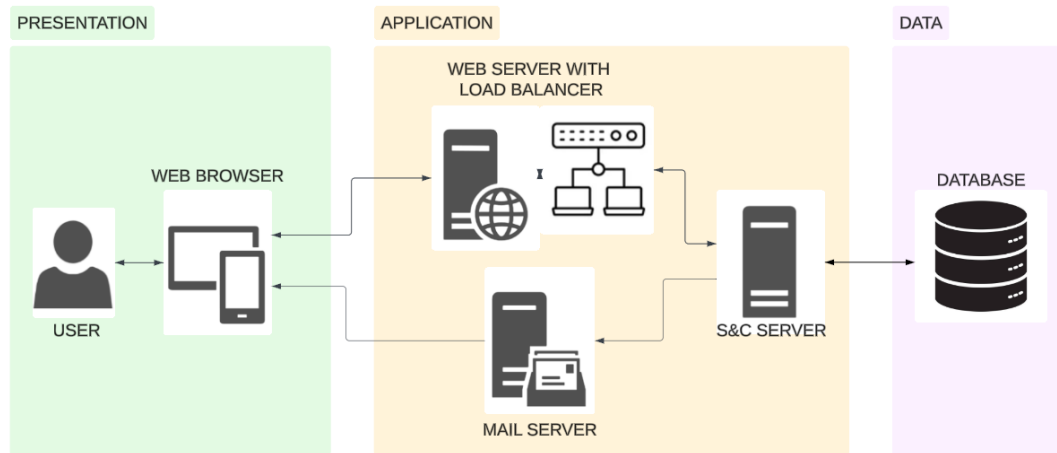 PRESENTATION
APPLICATION
DATA
WEB SERVER WITH
LOAD BALANCER
WEB BROWSER
DATABASE
USER
S&C SERVER
MAIL SERVER